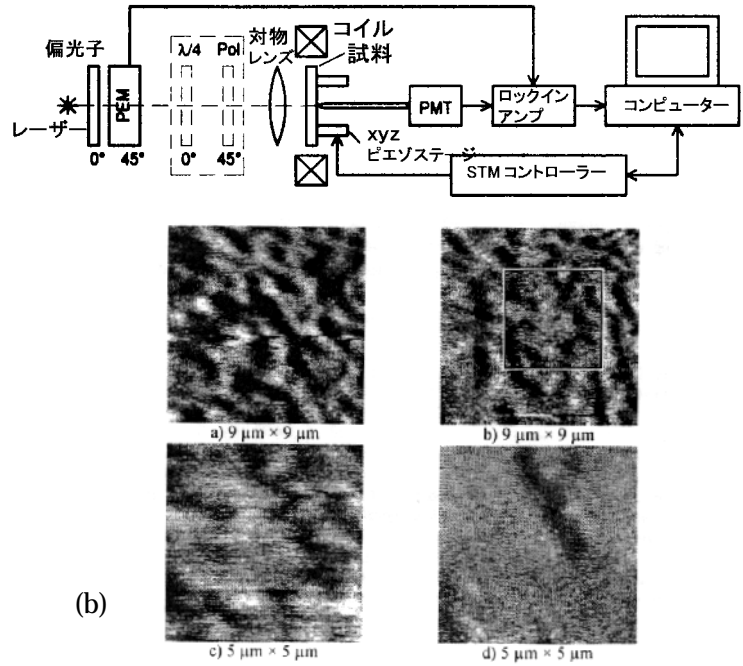 偏光子
レーザ
PEM
0° 45°
λ/4 Pol
0° 45°
対物
レンズ
コイル
試料
xyz
ピエゾステージ
PMT
ロックイン
アンプ
コンピューター
STMコントローラー
a) 9 μm × 9 μm
b) 9 μm × 9 μm
c) 5 μm × 5 μm
d) 5 μm × 5 μm
(b)